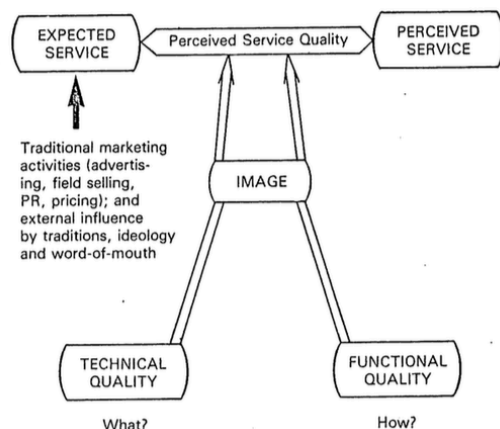 EXPECTED
SERVICE
Perceived Service Quality
PERCEIVED
SERVICE
Traditional marketing
activities (advertis-
ing, field selling,
PR, pricing); and
external influence
by traditions, ideology
and word-of-mouth
IMAGE
TECHNICAL
QUALITY
FUNCTIONAL
QUALITY
What?
How?